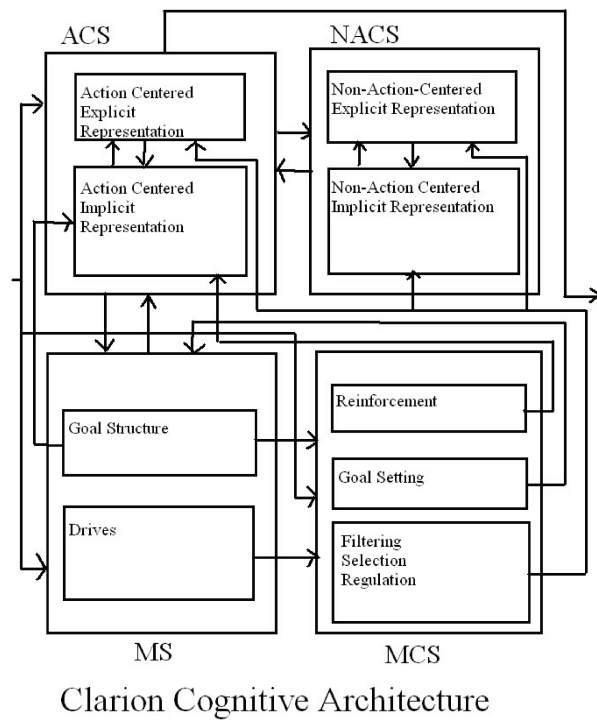 ACS
NACS
Action Centered
Explicit
Representation
Non-Action-Centered
Explicit Representation
Action Centered
Implicit
Representation
Non-Action Centered
Implicit Representation
Goal Structure
Drives
Reinforcement
Goal Setting
Filtering
Selection
Regulation
MS
MCS
Clarion Cognitive Architecture